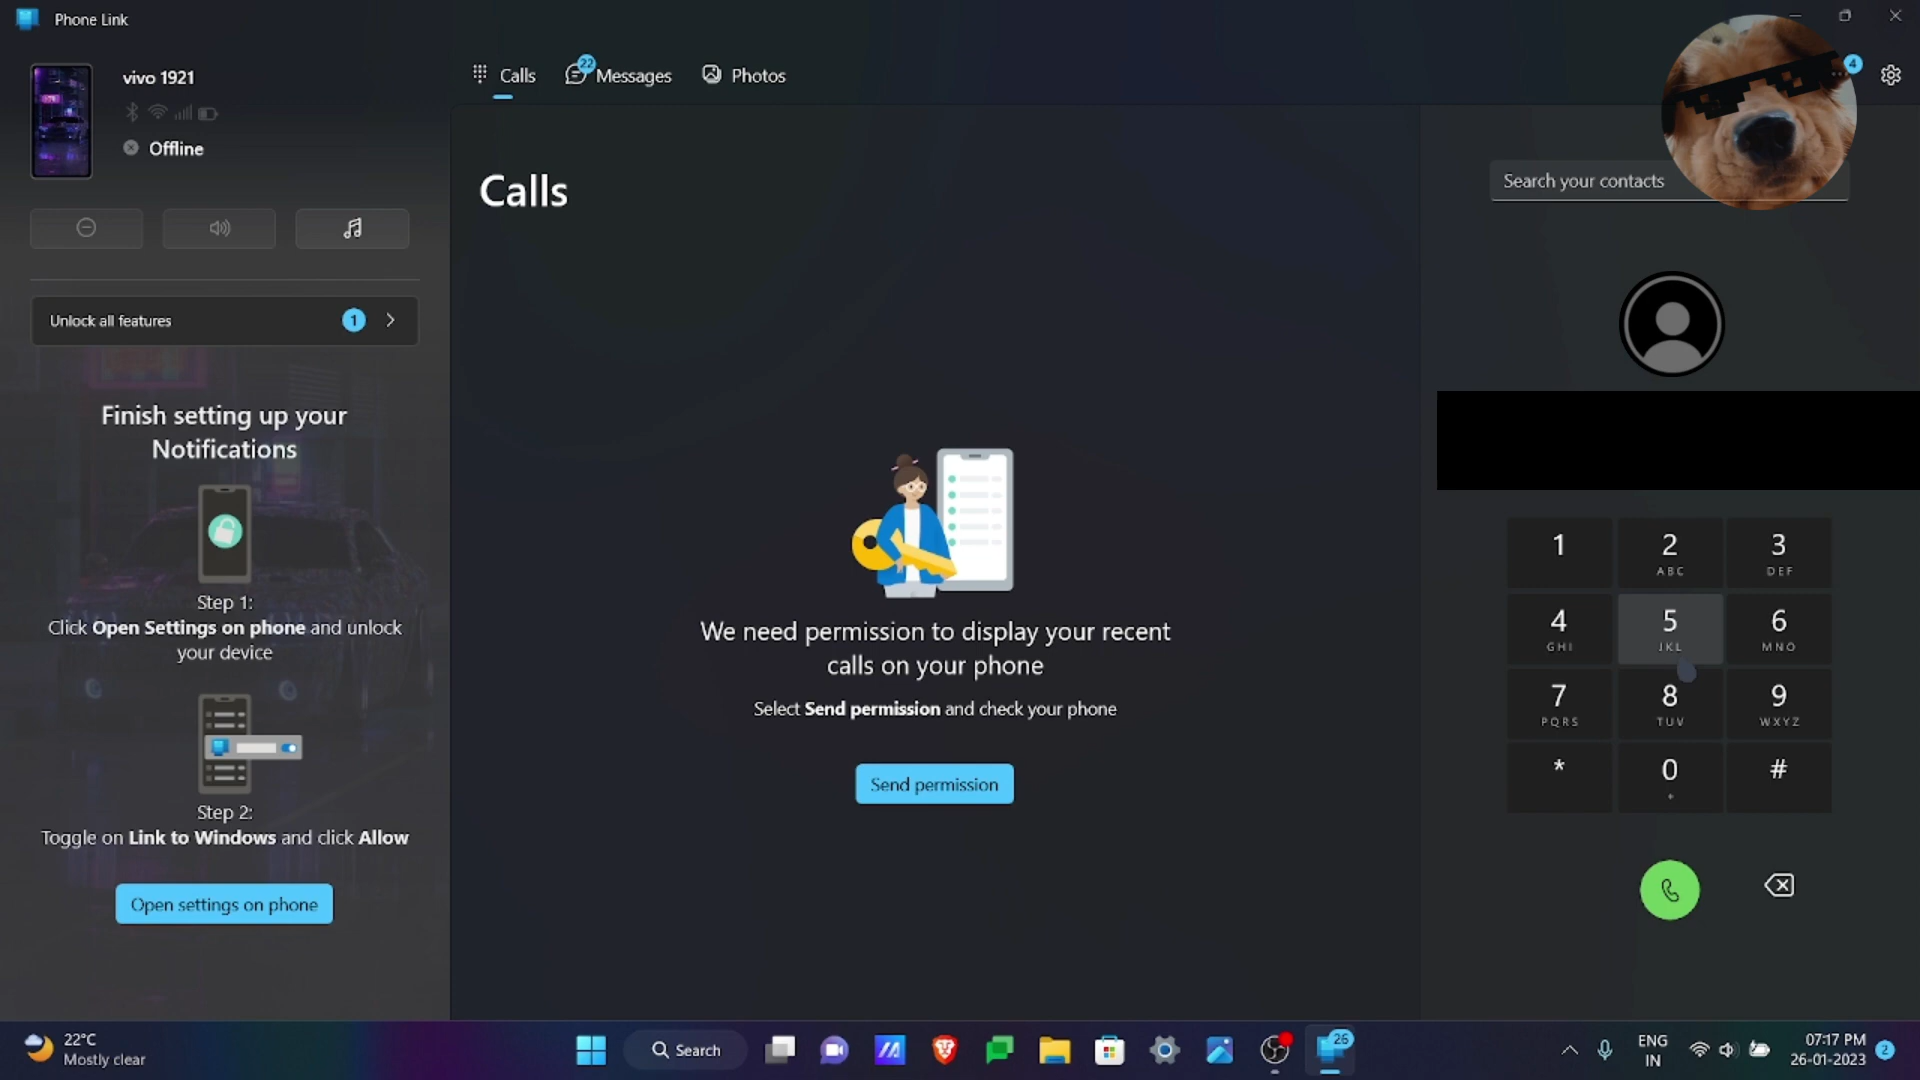 Phone Link
vivo 1921
Offline
Unlock all features
1
Finish setting up your
Notifications
Step 1:
Click Open Settings on phone and unlock
your device
Step 2:
Toggle on Link to Windows and click Allow
Open settings on phone
Calls
22
Messages
Photos
Calls
We need permission to display your recent
calls on your phone
Select Send permission and check your phone
Send permission
4
Search your contacts
1
2
ABC
3
DEF
4
GHI
5
JKL
6
MNO
7
PQRS
8
TUV
9
WXYZ
*
0
+
#
22°C
Mostly clear
Search
26
ENG
IN
07:17 PM
26-01-2023
2